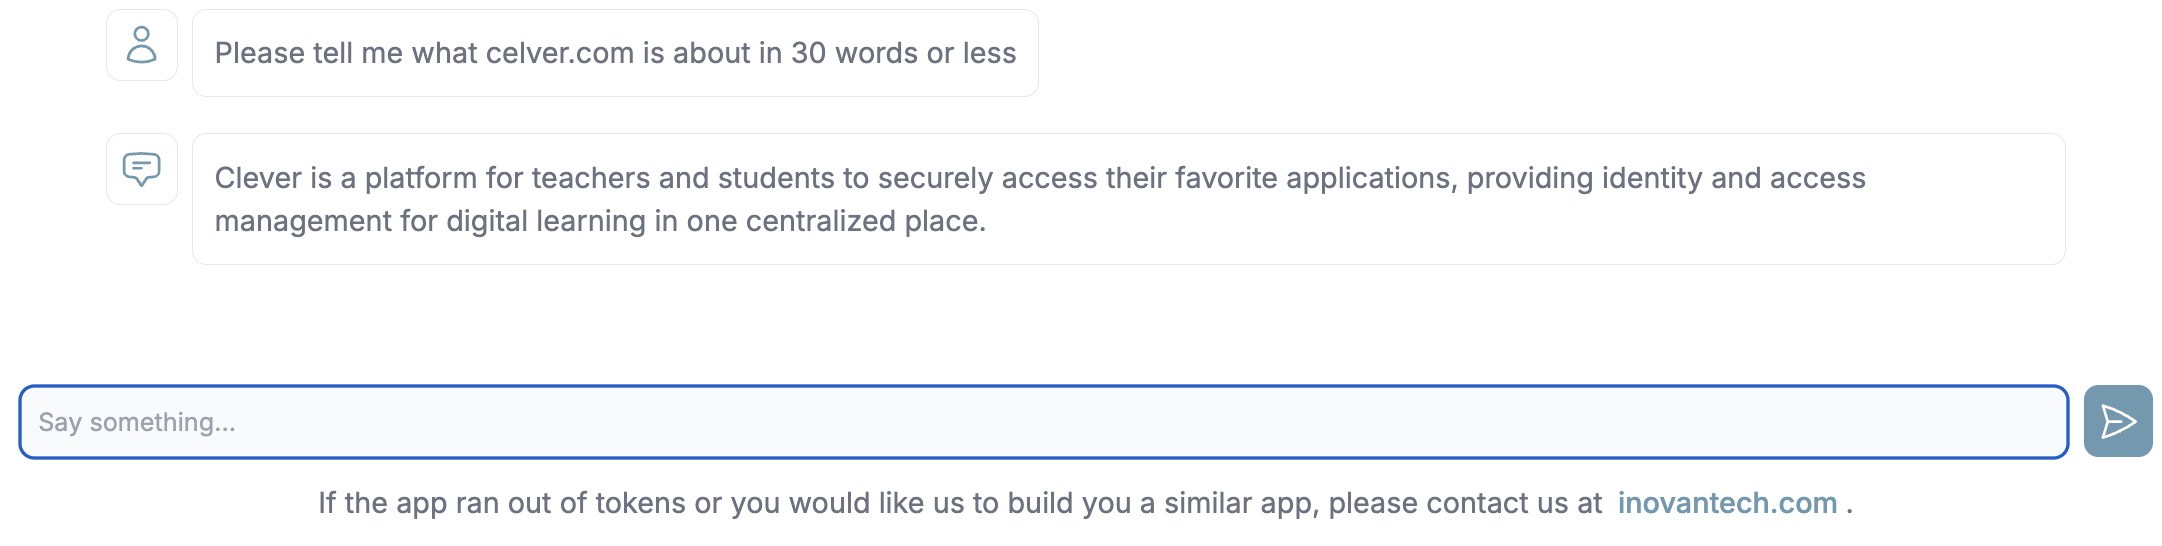 Please tell me what celver.com is about in 30 words or less
Clever is a platform for teachers and students to securely access their favorite applications, providing identity and access
management for digital learning in one centralized place.
Say something...
If the app ran out of tokens or you would like us to build you a similar app, please contact us at inovantech.com .